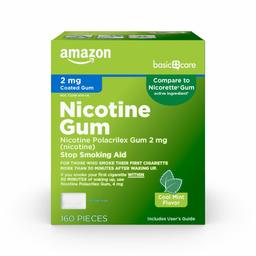 amazon
basic care
2 mg
Coated Gum
Compare to
Nicorette® Gum
active ingredient†
Nicotine
Gum
Nicotine Polacrilex Gum 2 mg
(nicotine)
Stop Smoking Aid
FOR THOSE WHO SMOKE THEIR FIRST CIGARETTE
MORE THAN 30 MINUTES AFTER WAKING UP.
If you smoke your first cigarette WITHIN
30 MINUTES of waking up, use
Nicotine Polacrilex Gum, 4 mg
Cool Mint
Flavor
160 PIECES
Includes User's Guide